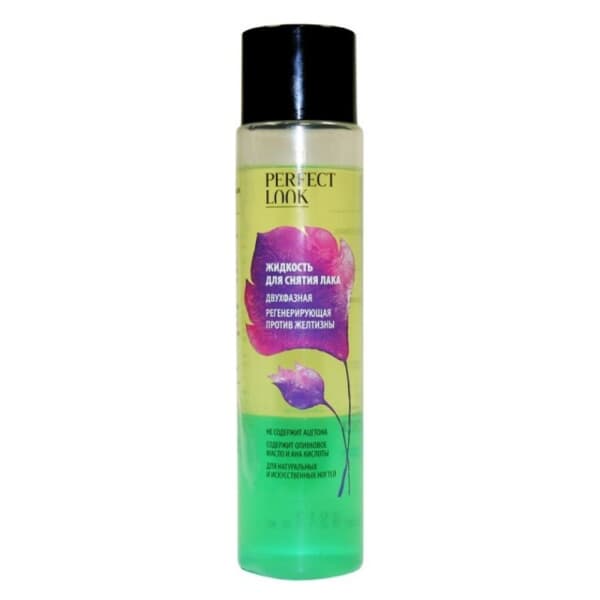 PERFECT
LOOK
ЖИДКОСТЬ
ДЛЯ СНЯТИЯ ЛАКА
ДВУХФАЗНАЯ
РЕГЕНЕРИРУЮЩАЯ
ПРОТИВ ЖЕЛТИЗНЫ
НЕ СОДЕРЖИТ АЦЕТОНА
СОДЕРЖИТ ОЛИВКОВОЕ
МАСЛО И АНА КИСЛОТЫ
ДЛЯ НАТУРАЛЬНЫХ
И ИСКУССТВЕННЫХ НОГТЕЙ